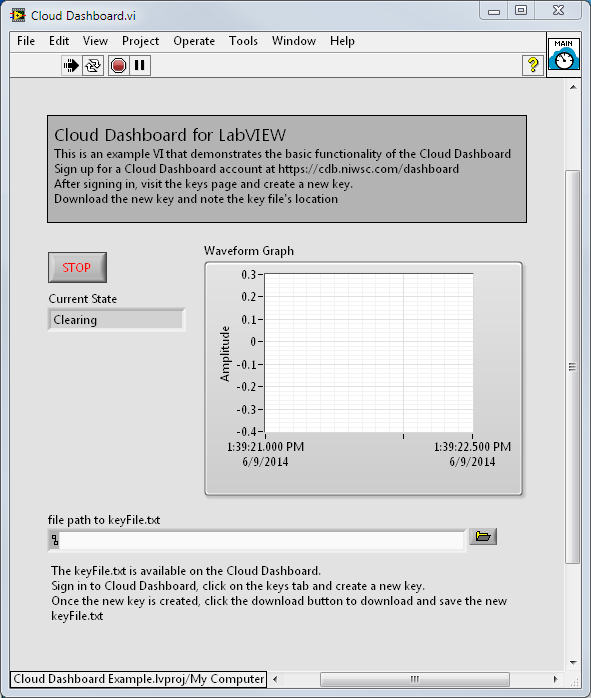 Cloud Dashboard.vi
File Edit View Project Operate Tools Window Help
MAIN
Cloud Dashboard for LabVIEW
This is an example VI that demonstrates the basic functionality of the Cloud Dashboard
Sign up for a Cloud Dashboard account at https://cdb.niwsc.com/dashboard
After signing in, visit the keys page and create a new key.
Download the new key and note the key file's location
STOP
Current State
Clearing
Waveform Graph
Amplitude
0.3
0.2
0.1
0
-0.1
-0.2
-0.3
-0.4
1:39:21.000 PM
6/9/2014
1:39:22.500 PM
6/9/2014
file path to keyFile.txt
The keyFile.txt is available on the Cloud Dashboard.
Sign in to Cloud Dashboard, click on the keys tab and create a new key.
Once the new key is created, click the download button to download and save the new
keyFile.txt
Cloud Dashboard Example.lvproj/My Computer